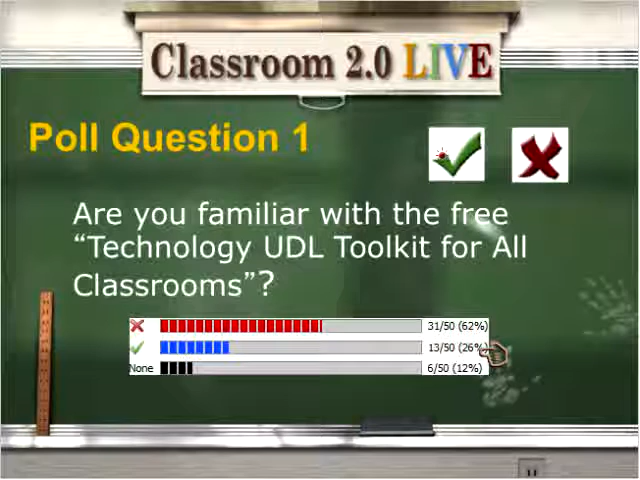 Classroom 2.0 LIVE
Poll Question 1
Are you familiar with the free
“Technology UDL Toolkit for All
Classrooms”?
31/50 (62%)
13/50 (26%)
None 6/50 (12%)